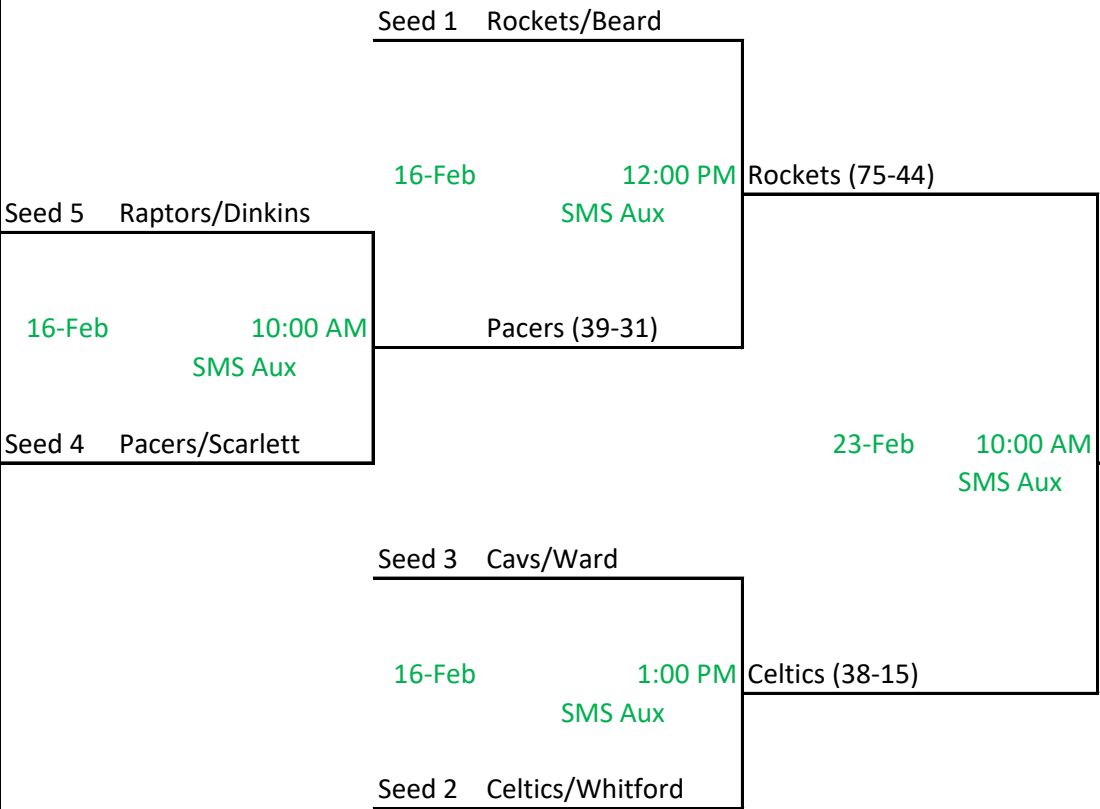 Seed 1 Rockets/Beard
16-Feb 12:00 PM Rockets (75-44)
Seed 5 Raptors/Dinkins SMS Aux
16-Feb 10:00 AM Pacers (39-31)
SMS Aux
Seed 4 Pacers/Scarlett 23-Feb 10:00 AM
SMS Aux
Seed 3 Cavs/Ward
16-Feb 1:00 PM Celtics (38-15)
SMS Aux
Seed 2 Celtics/Whitford